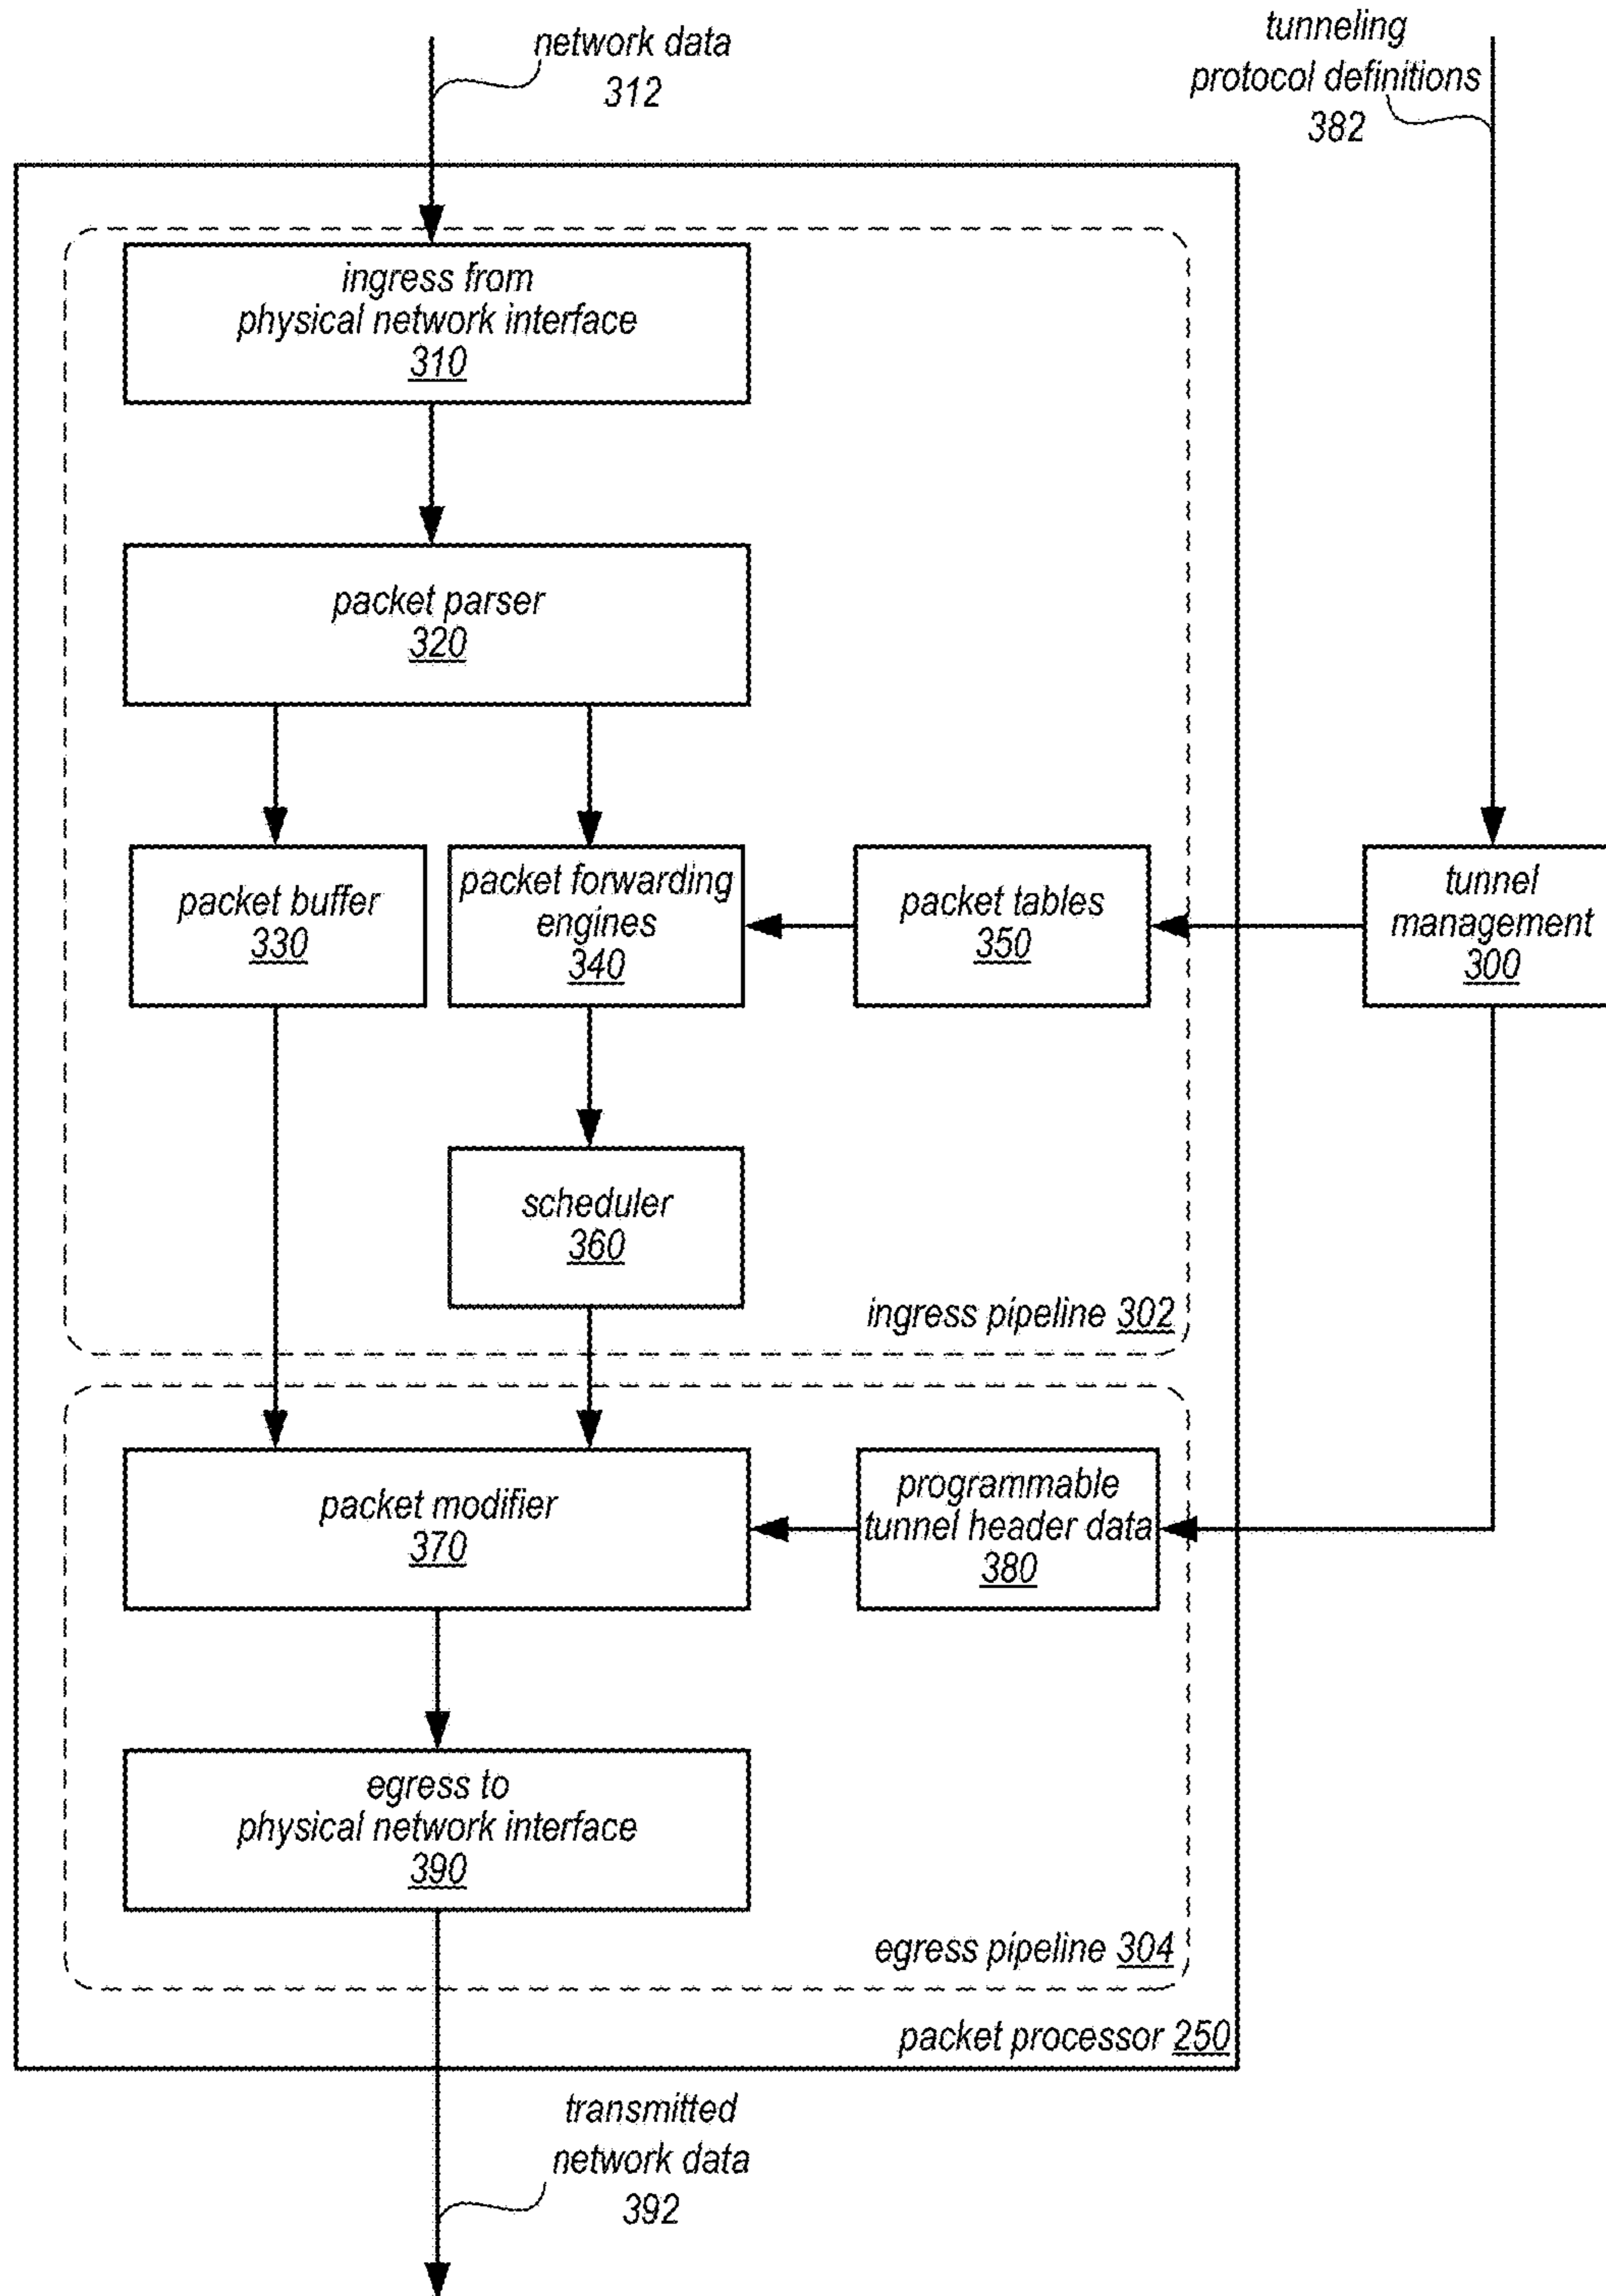 network data
312
tunneling
protocol definitions
382
ingress from
physical network interface
310
packet parser
320
packet buffer
330
packet forwarding
engines
340
packet tables
350
tunnel
management
300
scheduler
360
ingress pipeline 302
packet modifier
370
programmable
tunnel header data
380
egress to
physical network interface
390
egress pipeline 304
packet processor 250
transmitted
network data
392